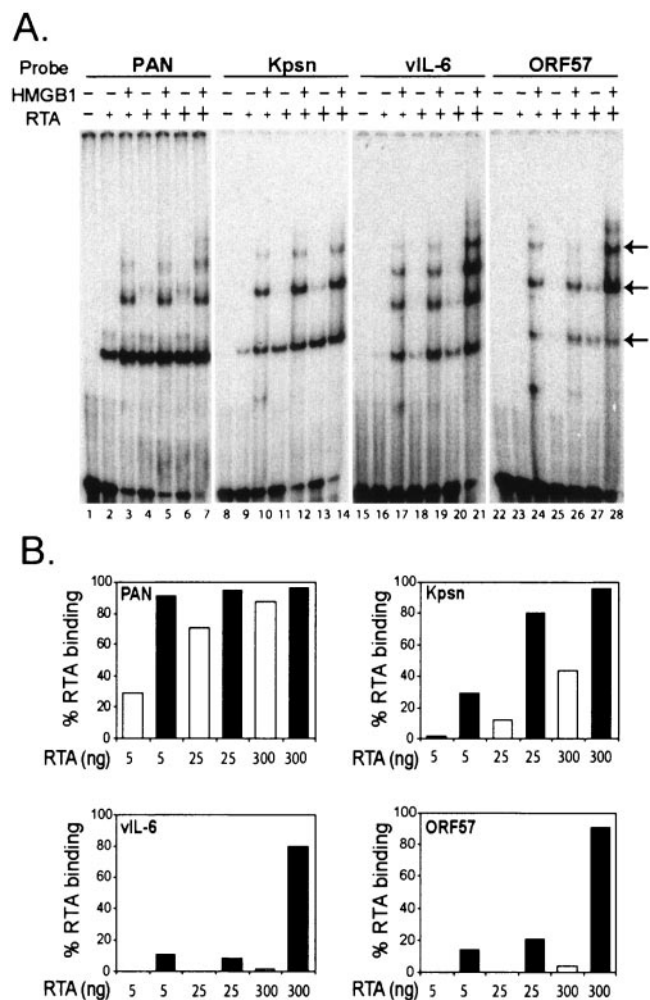 A.
Probe PAN Kpsn vIL-6 ORF57
HMGB1 - - + - + - + - - + - + - + - - + - + - + - - + - + - +
RTA - + + + + + + - + + + + + + - + + + + + + - + + + + + +
1 2 3 4 5 6 7 8 9 10 11 12 13 14 15 16 17 18 19 20 21 22 23 24 25 26 27 28
B.
PAN
% RTA binding
100
80
60
40
20
0
RTA (ng) 5 5 25 25 300 300
Kpsn
% RTA binding
100
80
60
40
20
0
RTA (ng) 5 5 25 25 300 300
vIL-6
% RTA binding
100
80
60
40
20
0
RTA (ng) 5 5 25 25 300 300
ORF57
% RTA binding
100
80
60
40
20
0
RTA (ng) 5 5 25 25 300 300